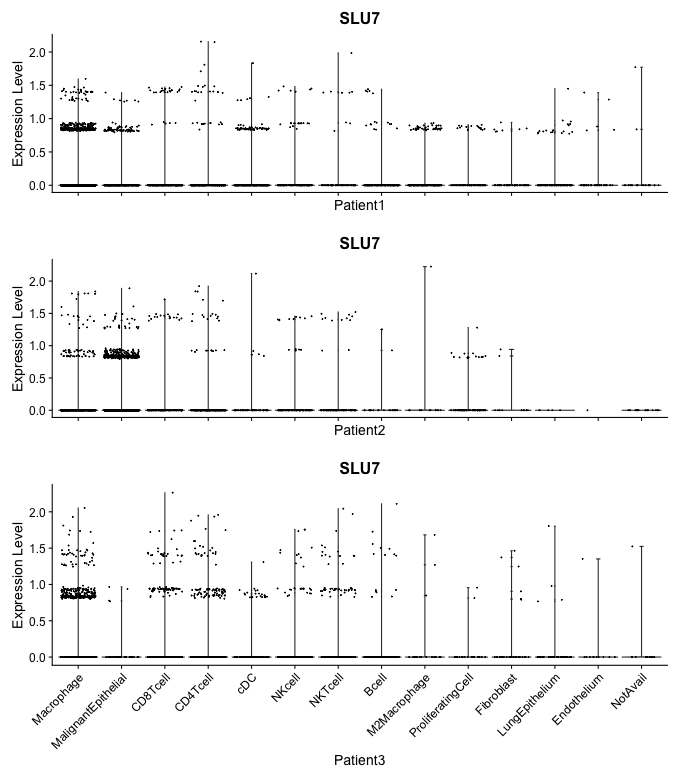 SLU7
Expression Level
2.0
1.5
1.0
0.5
0.0
Patient1
SLU7
Expression Level
2.0
1.5
1.0
0.5
0.0
Patient2
SLU7
Expression Level
2.0
1.5
1.0
0.5
0.0
Macrophage
MalignantEpithelial
CD8Tcell
CD4Tcell
cDC
NKcell
NKTcell
Bcell
M2Macrophage
ProliferatingCell
Fibroblast
LungEpithelium
Endothelium
NotAvail
Patient3